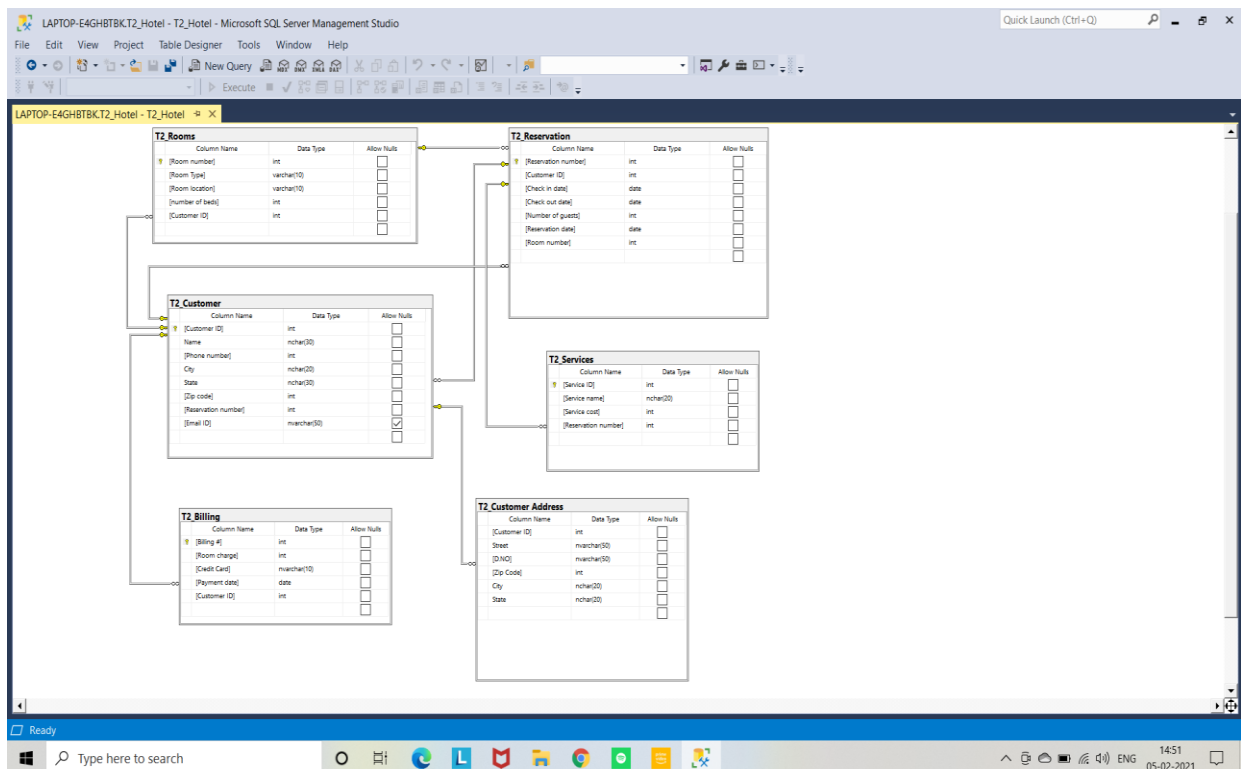 LAPTOP-E4GHBTBK.T2_Hotel - T2_Hotel - Microsoft SQL Server Management Studio
Quick Launch (Ctrl+Q)
File Edit View Project Table Designer Tools Window Help
New Query
Execute
LAPTOP-E4GHBTBK.T2_Hotel - T2_Hotel
T2_Rooms
Column Name Data Type Allow Nulls
[Room number] int
[Room Type] varchar(10)
[Room location] varchar(10)
[number of beds] int
[Customer ID] int
T2_Reservation
Column Name Data Type Allow Nulls
[Reservation number] int
[Customer ID] int
[Check in date] date
[Check out date] date
[Number of guests] int
[Reservation date] date
[Room number] int
T2_Customer
Column Name Data Type Allow Nulls
[Customer ID] int
Name nchar(30)
[Phone number] int
City nchar(20)
State nchar(30)
[Zip code] int
[Reservation number] int
[Email ID] nvarchar(50)
T2_Services
Column Name Data Type Allow Nulls
[Service ID] int
[Service name] nchar(20)
[Service cost] int
[Reservation number] int
T2_Billing
Column Name Data Type Allow Nulls
[Billing #] int
[Room charge] int
[Credit Card] nvarchar(10)
[Payment date] date
[Customer ID] int
T2_Customer Address
Column Name Data Type Allow Nulls
[Customer ID] int
Street nvarchar(50)
[D.NO] nvarchar(50)
[Zip Code] int
City nchar(20)
State nchar(20)
Ready
Type here to search
L
ENG
14:51
05-02-2021